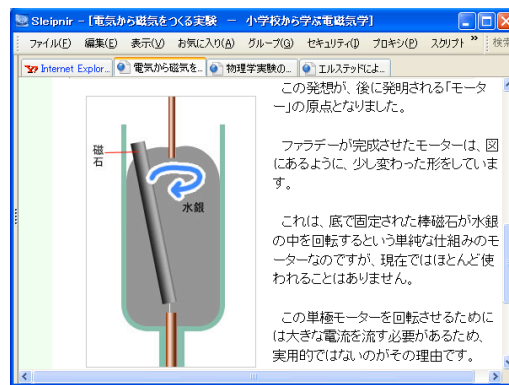 Sleipnir - [電気から磁気をつくる実験 － 小学校から学ぶ電磁気学]
ファイル(F) 編集(E) 表示(V) お気に入り(A) グループ(G) セキュリティ(I) プロキシ(P) スクリプト » 検索
Internet Explor... 電気から磁気を... 物理学実験の... エルステッドによ...
この発想が、後に発明される「モータ
ー」の原点となりました。
ファラデーが完成させたモーターは、図
にあるように、少し変わった形をしていま
す。
これは、底で固定された棒磁石が水銀
の中を回転するという単純な仕組みのモ
ーターなのですが、現在ではほとんど使
われることはありません。
この単極モーターを回転させるために
は大きな電流を流す必要があるため、
実用的ではないのがその理由です。
磁石
水銀